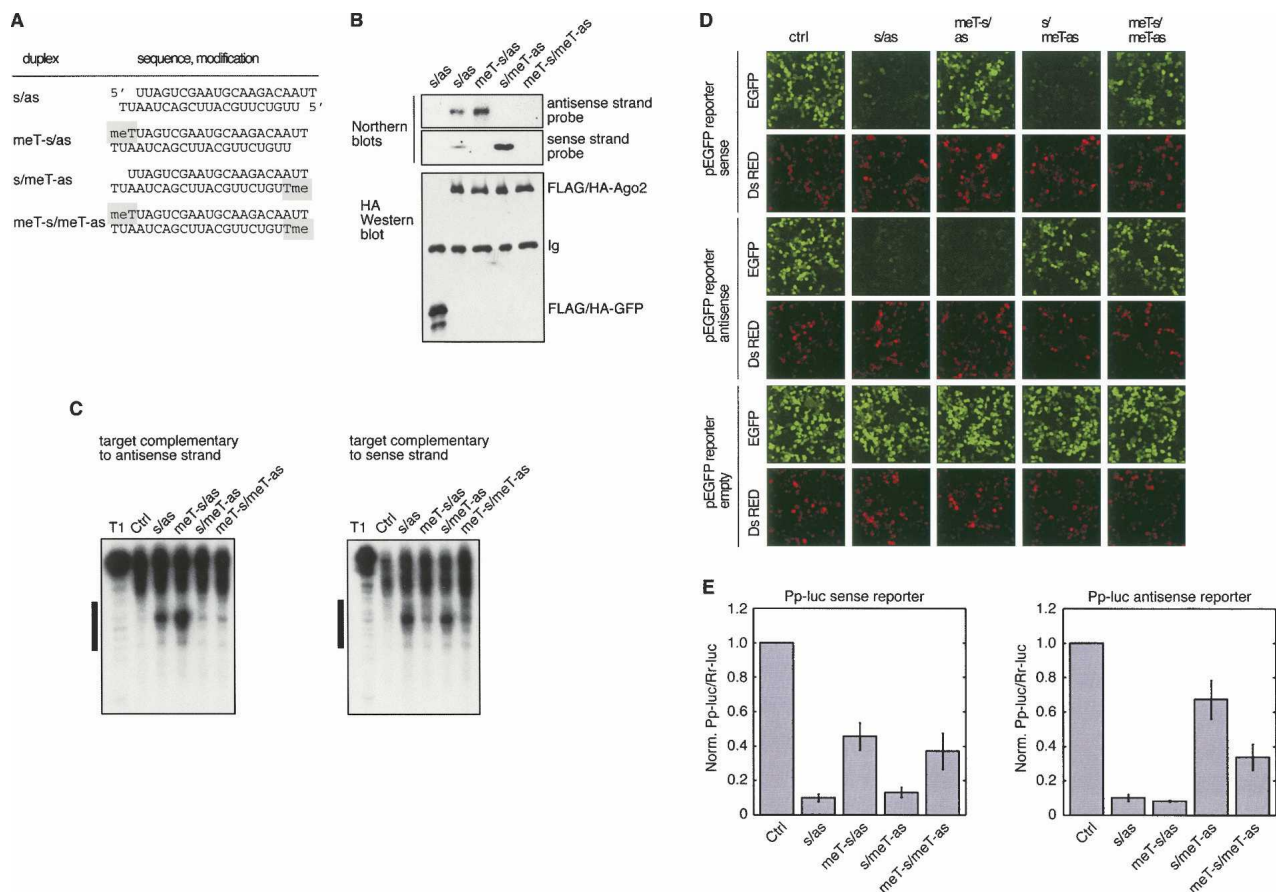 A
duplex sequence, modification
s/as 5' UUAGUCGAAUGCAAGACAAUT
TUAAUCAGCUUACGUUCUGUU 5'
meT-s/as meTUAGUCGAAUGCAAGACAAUT
TUAAUCAGCUUACGUUCUGUU
s/meT-as UUAGUCGAAUGCAAGACAAUT
TUAAUCAGCUUACGUUCUGUTme
meT-s/meT-as meTUAGUCGAAUGCAAGACAAUT
TUAAUCAGCUUACGUUCUGUTme
B
s/as s/as meT-s/as s/meT-as meT-s/meT-as
Northern blots
antisense strand probe
sense strand probe
HA Western blot
FLAG/HA-Ago2
Ig
FLAG/HA-GFP
C
target complementary to antisense strand
T1 Ctrl s/as meT-s/as s/meT-as meT-s/meT-as
target complementary to sense strand
T1 Ctrl s/as meT-s/as s/meT-as meT-s/meT-as
D
ctrl s/as meT-s/as s/meT-as meT-s/meT-as
pEGFP reporter sense
EGFP
Ds RED
pEGFP reporter antisense
EGFP
Ds RED
pEGFP reporter empty
EGFP
Ds RED
E
Pp-luc sense reporter
Norm. Pp-luc/Rr-luc
1.2
1.0
0.8
0.6
0.4
0.2
0
Ctrl s/as meT-s/as s/meT-as meT-s/meT-as
Pp-luc antisense reporter
Norm. Pp-luc/Rr-luc
1.2
1.0
0.8
0.6
0.4
0.2
0
Ctrl s/as meT-s/as s/meT-as meT-s/meT-as